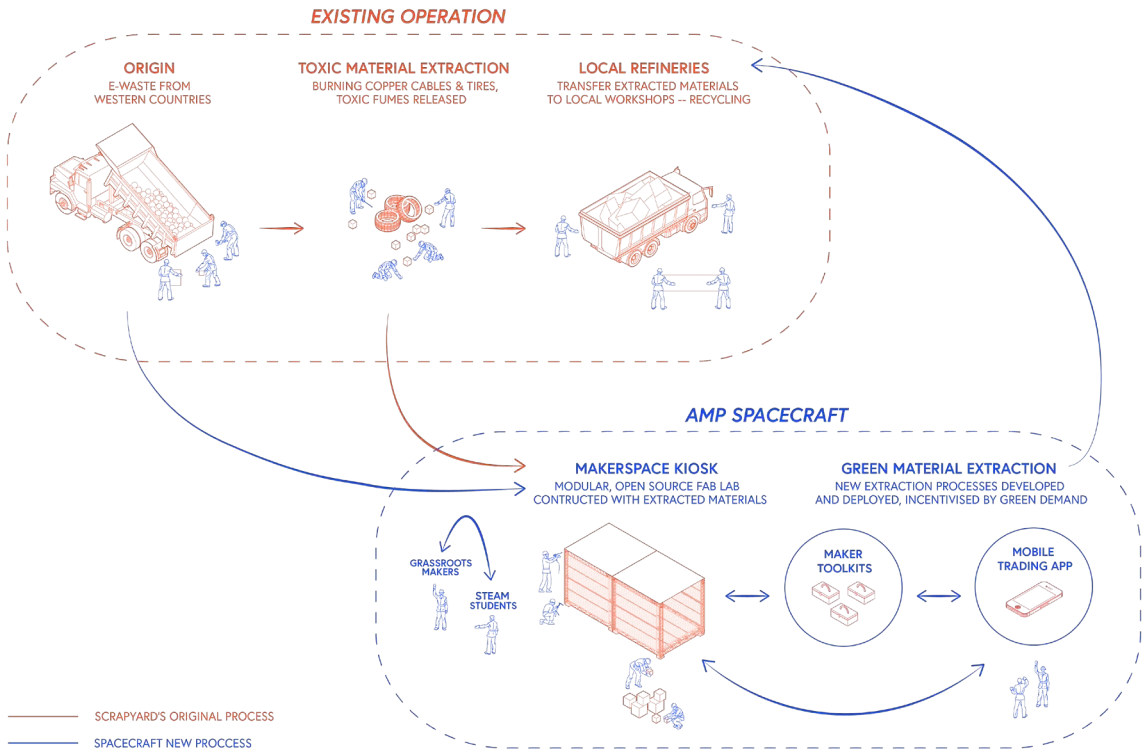 EXISTING OPERATION
ORIGIN
E-WASTE FROM
WESTERN COUNTRIES
TOXIC MATERIAL EXTRACTION
BURNING COPPER CABLES & TIRES,
TOXIC FUMES RELEASED
LOCAL REFINERIES
TRANSFER EXTRACTED MATERIALS
TO LOCAL WORKSHOPS -- RECYCLING
AMP SPACECRAFT
MAKERSPACE KIOSK
MODULAR, OPEN SOURCE FAB LAB
CONTRUCTED WITH EXTRACTED MATERIALS
GREEN MATERIAL EXTRACTION
NEW EXTRACTION PROCESSES DEVELOPED
AND DEPLOYED, INCENTIVISED BY GREEN DEMAND
GRASSROOTS
MAKERS
STEAM
STUDENTS
MAKER
TOOLKITS
MOBILE
TRADING APP
SCRAPYARD'S ORIGINAL PROCESS
SPACECRAFT NEW PROCCESS